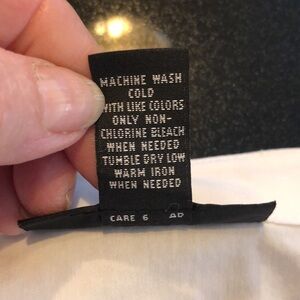 MACHINE WASH
COLD
WITH LIKE COLORS
ONLY NON-
CHLORINE BLEACH
WHEN NEEDED
TUMBLE DRY LOW
WARM IRON
WHEN NEEDED
CARE 6 AD